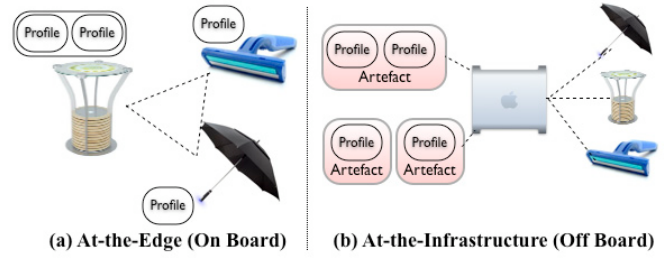 Profile
Profile
Profile
Profile
(a) At-the-Edge (On Board)
Profile
Profile
Artefact
Profile
Profile
Artefact
Artefact
(b) At-the-Infrastructure (Off Board)